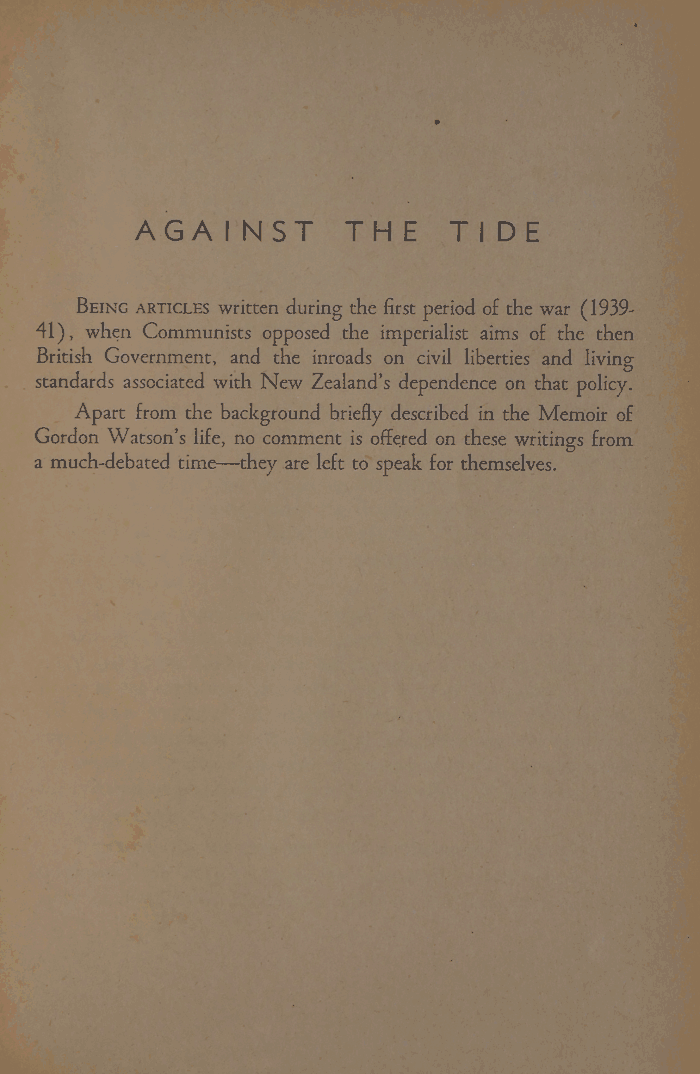 AGAINST THE TIDE
BEING ARTICLES written during the first period of the war (1939-
41), when Communists opposed the imperialist aims of the then
British Government, and the inroads on civil liberties and living
standards associated with New Zealand's dependence on that policy.
Apart from the background briefly described in the Memoir of
Gordon Watson's life, no comment is offered on these writings from
a much-debated time—they are left to speak for themselves.